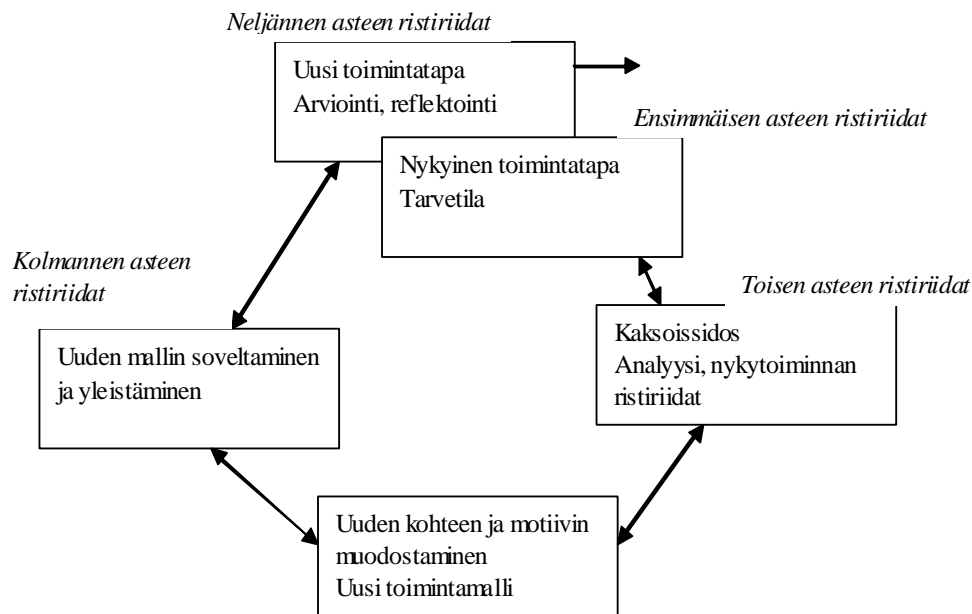 Neljännen asteen ristiriidat
Uusi toimintatapa
Arviointi, reflektointi
Ensimmäisen asteen ristiriidat
Nykyinen toimintatapa
Tarvetila
Kolmannen asteen
ristiriidat
Toisen asteen ristiriidat
Kaksoissidos
Analyysi, nykytoiminnan
ristiriidat
Uuden mallin soveltaminen
ja yleistäminen
Uuden kohteen ja motiivin
muodostaminen
Uusi toimintamalli